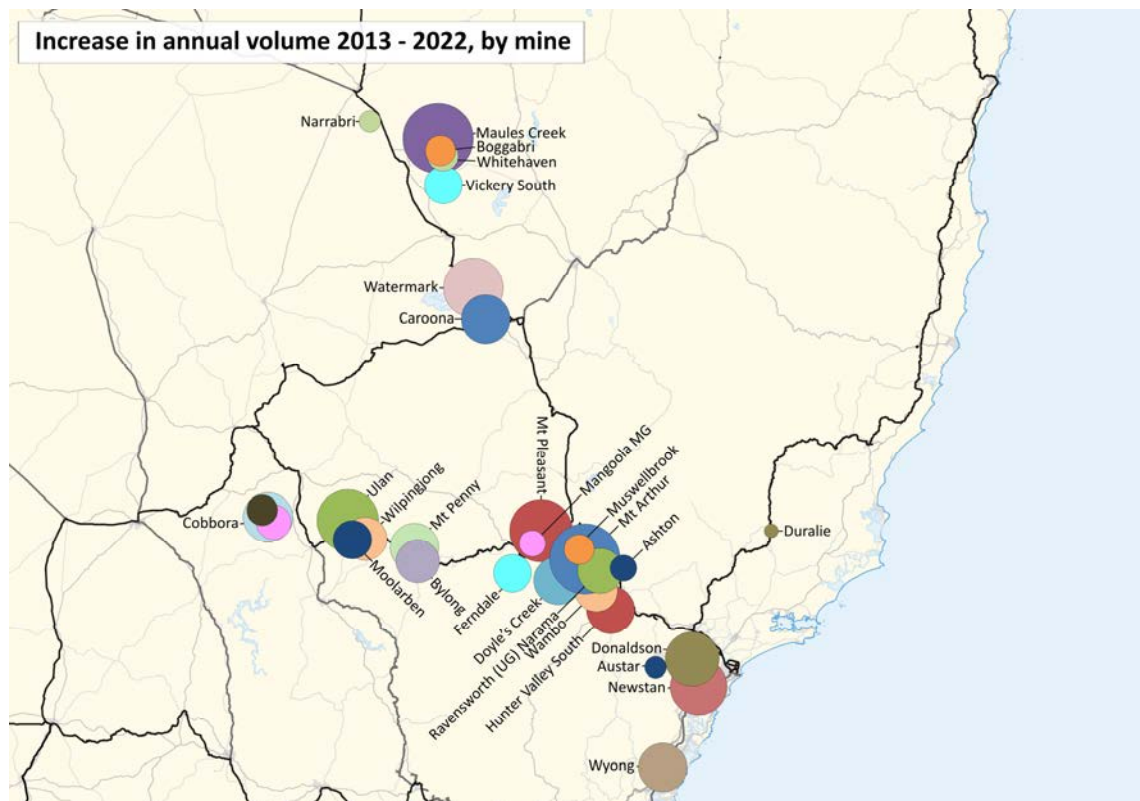 Increase in annual volume 2013 - 2022, by mine
Narrabri
Maules Creek
Boggabri
Whitehaven
Vickery South
Watermark
Caroona
Mt Pleasant
Mangoola MG
Muswellbrook
Mt Arthur
Ashton
Ulan
Wilpingjong
Mt Penny
Cobbora
Moolarben
Bylong
Ferndale
Doyle's Creek
Ravensworth (UG) Narama
Wambo
Hunter Valley South
Duralie
Donaldson
Austar
Newstan
Wyong